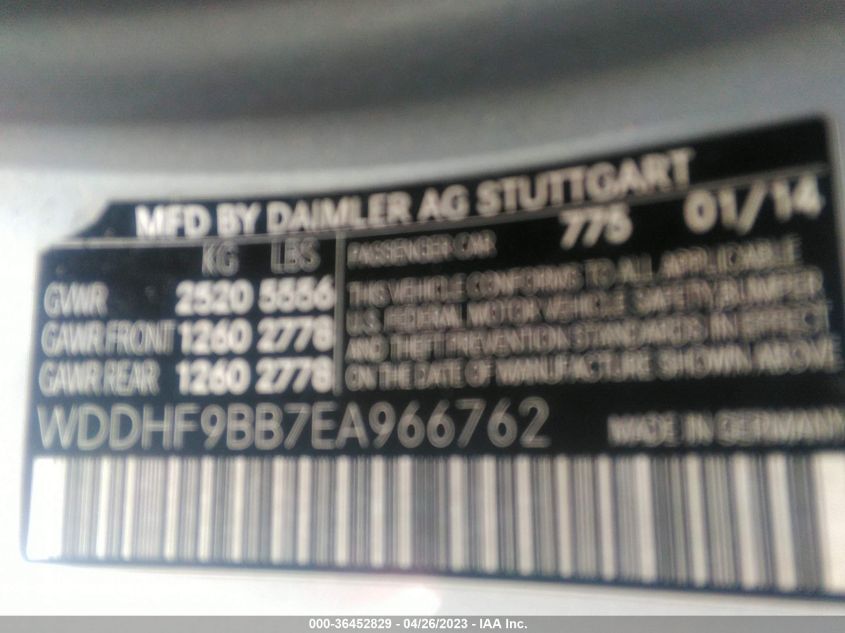 MFD BY DAIMLER AG STUTTGART
KG LBS PASSENGER CAR 775 01/14
GVWR 2520 5556 THIS VEHICLE CONFORMS TO ALL APPLICABLE
U.S. FEDERAL MOTOR VEHICLE SAFETY, BUMPER,
GAWR FRONT 1260 2778 AND THEFT PREVENTION STANDARDS IN EFFECT
GAWR REAR 1260 2778 ON THE DATE OF MANUFACTURE SHOWN ABOVE.
WDDHF9BB7EA966762 MADE IN GERMANY
000-36452829 - 04/26/2023 - IAA Inc.